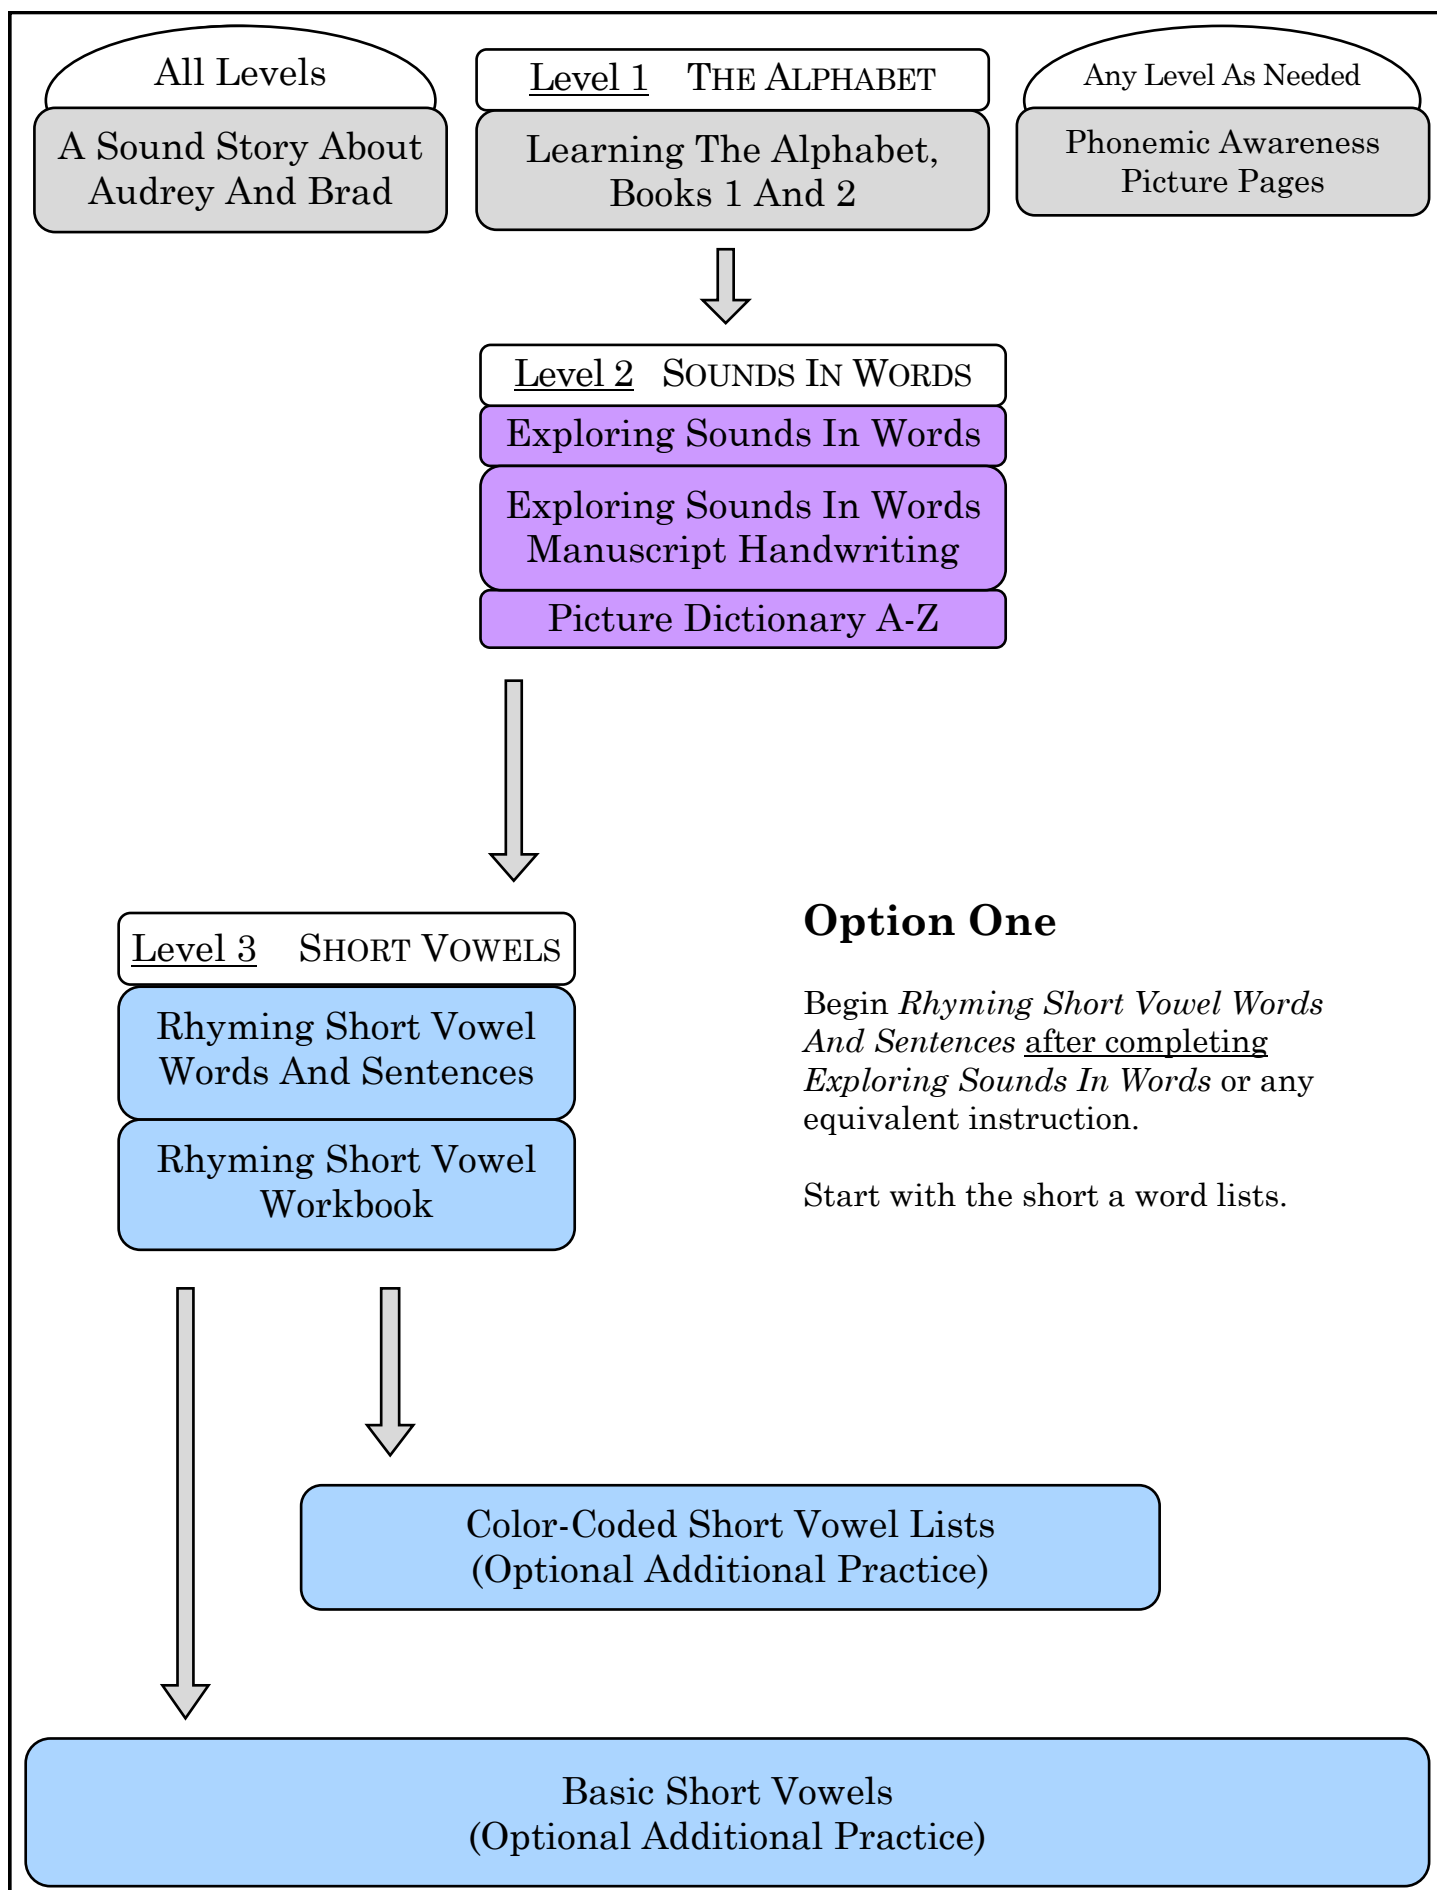 All Levels
A Sound Story About
Audrey And Brad
Level 1 THE ALPHABET
Learning The Alphabet,
Books 1 And 2
Any Level As Needed
Phonemic Awareness
Picture Pages
Level 2 SOUNDS IN WORDS
Exploring Sounds In Words
Exploring Sounds In Words
Manuscript Handwriting
Picture Dictionary A-Z
Level 3 SHORT VOWELS
Rhyming Short Vowel
Words And Sentences
Rhyming Short Vowel
Workbook
Option One
Begin Rhyming Short Vowel Words
And Sentences after completing
Exploring Sounds In Words or any
equivalent instruction.
Start with the short a word lists.
Color-Coded Short Vowel Lists
(Optional Additional Practice)
Basic Short Vowels
(Optional Additional Practice)